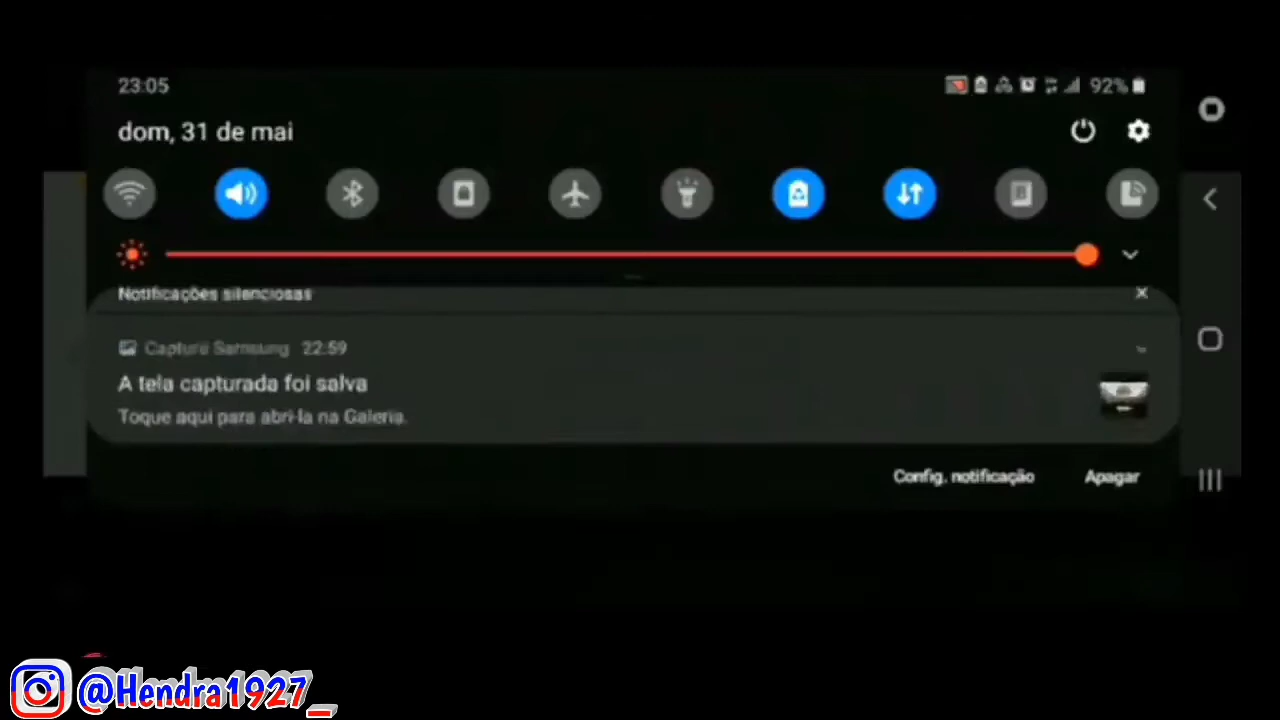 23:05
92%
dom, 31 de mai
Notificações silenciosas
Capture Samsung 22:59
A tela capturada foi salva
Toque aqui para abri-la na Galeria.
Config. notificação Apagar
@Hendra1927_